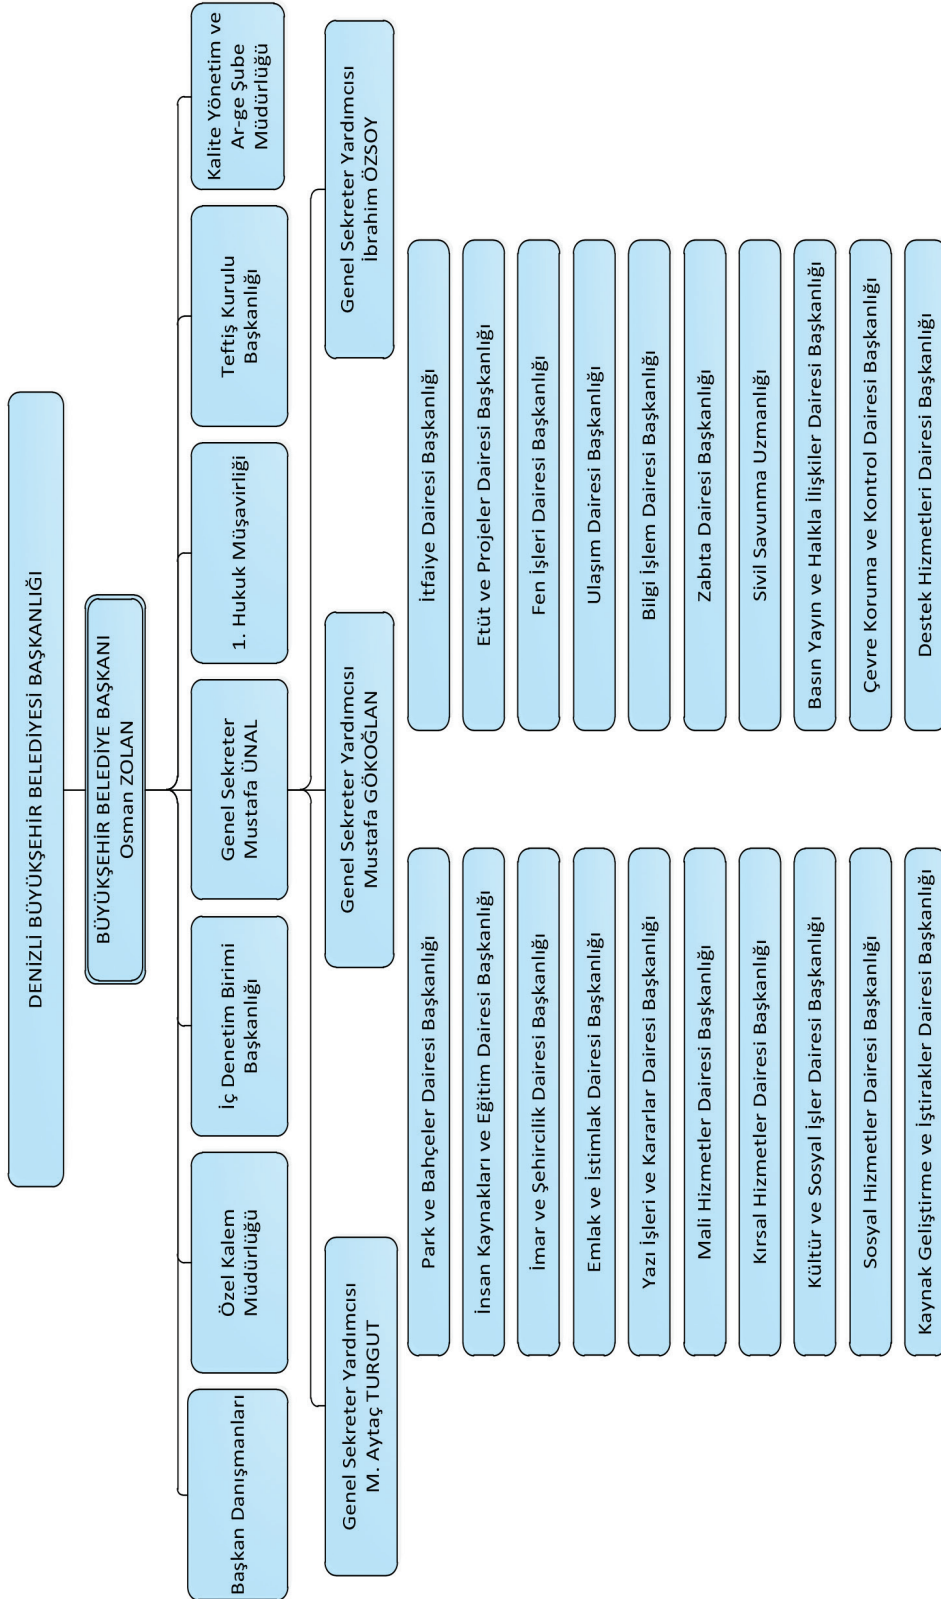 DENİZLİ BÜYÜKŞEHİR BELEDİYESİ BAŞKANLIĞI
BÜYÜKŞEHİR BELEDİYE BAŞKANI
Osman ZOLAN
Başkan Danışmanları
Özel Kalem
Müdürlüğü
İç Denetim Birimi
Başkanlığı
Genel Sekreter
Mustafa ÜNAL
1. Hukuk Müşavirliği
Teftiş Kurulu
Başkanlığı
Kalite Yönetim ve
Ar-ge Şube
Müdürlüğü
Genel Sekreter Yardımcısı
M. Aytaç TURGUT
Genel Sekreter Yardımcısı
Mustafa GÖKOĞLAN
Genel Sekreter Yardımcısı
İbrahim ÖZSOY
Park ve Bahçeler Dairesi Başkanlığı
İnsan Kaynakları ve Eğitim Dairesi Başkanlığı
İmar ve Şehircilik Dairesi Başkanlığı
Emlak ve İstimlak Dairesi Başkanlığı
Yazı İşleri ve Kararlar Dairesi Başkanlığı
Mali Hizmetler Dairesi Başkanlığı
Kırsal Hizmetler Dairesi Başkanlığı
Kültür ve Sosyal İşler Dairesi Başkanlığı
Sosyal Hizmetler Dairesi Başkanlığı
Kaynak Geliştirme ve İştirakler Dairesi Başkanlığı
İtfaiye Dairesi Başkanlığı
Etüt ve Projeler Dairesi Başkanlığı
Fen İşleri Dairesi Başkanlığı
Ulaşım Dairesi Başkanlığı
Bilgi İşlem Dairesi Başkanlığı
Zabıta Dairesi Başkanlığı
Sivil Savunma Uzmanlığı
Basın Yayın ve Halkla İlişkiler Dairesi Başkanlığı
Çevre Koruma ve Kontrol Dairesi Başkanlığı
Destek Hizmetleri Dairesi Başkanlığı